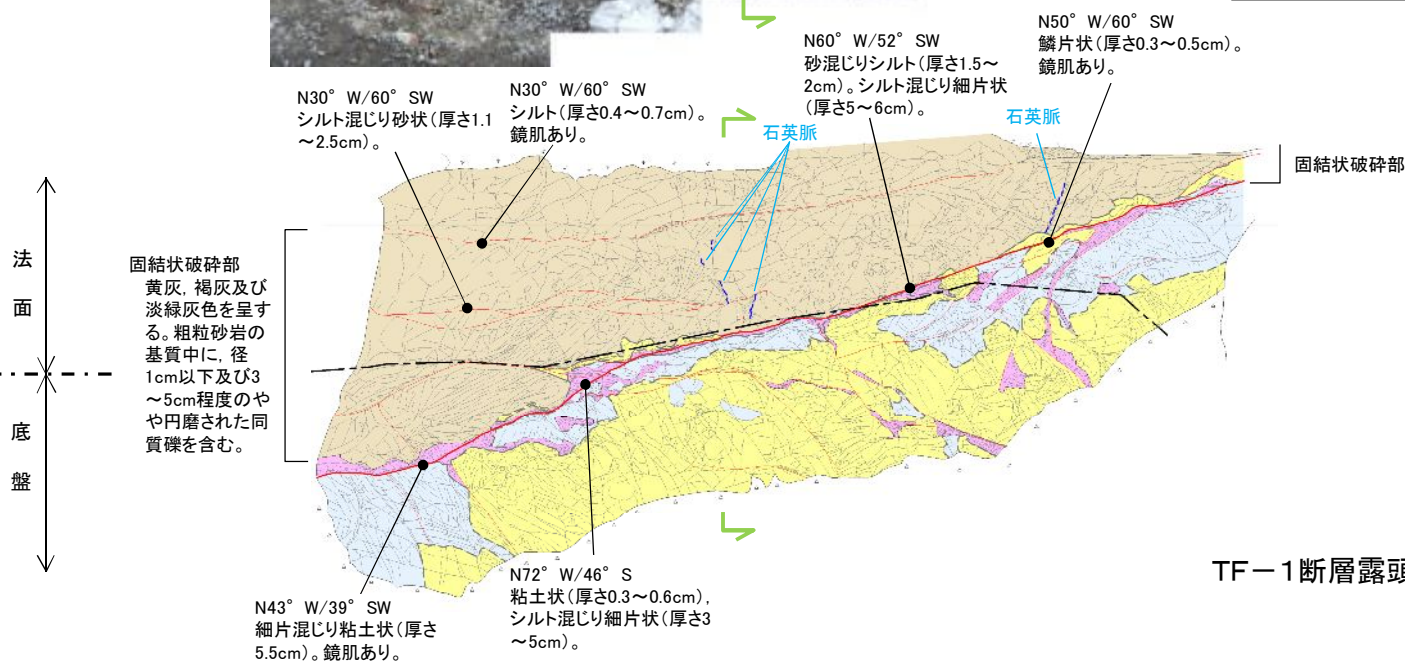 N30° W/60° SW
シルト混じり砂状(厚さ1.1
～2.5cm)。
N30° W/60° SW
シルト(厚さ0.4～0.7cm)。
鏡肌あり。
石英脈
N60° W/52° SW
砂混じりシルト(厚さ1.5～
2cm)。シルト混じり細片状
(厚さ5～6cm)。
N50° W/60° SW
鱗片状(厚さ0.3～0.5cm)。
鏡肌あり。
石英脈
固結状破砕部
法
面
底
盤
固結状破砕部
黄灰，褐灰及び
淡緑灰色を呈す
る。粗粒砂岩の
基質中に，径
1cm以下及び3
～5cm程度のや
や円磨された同
質礫を含む。
N43° W/39° SW
細片混じり粘土状(厚さ
5.5cm)。鏡肌あり。
N72° W/46° S
粘土状(厚さ0.3～0.6cm)，
シルト混じり細片状(厚さ3
～5cm)。
TF－1断層露頭